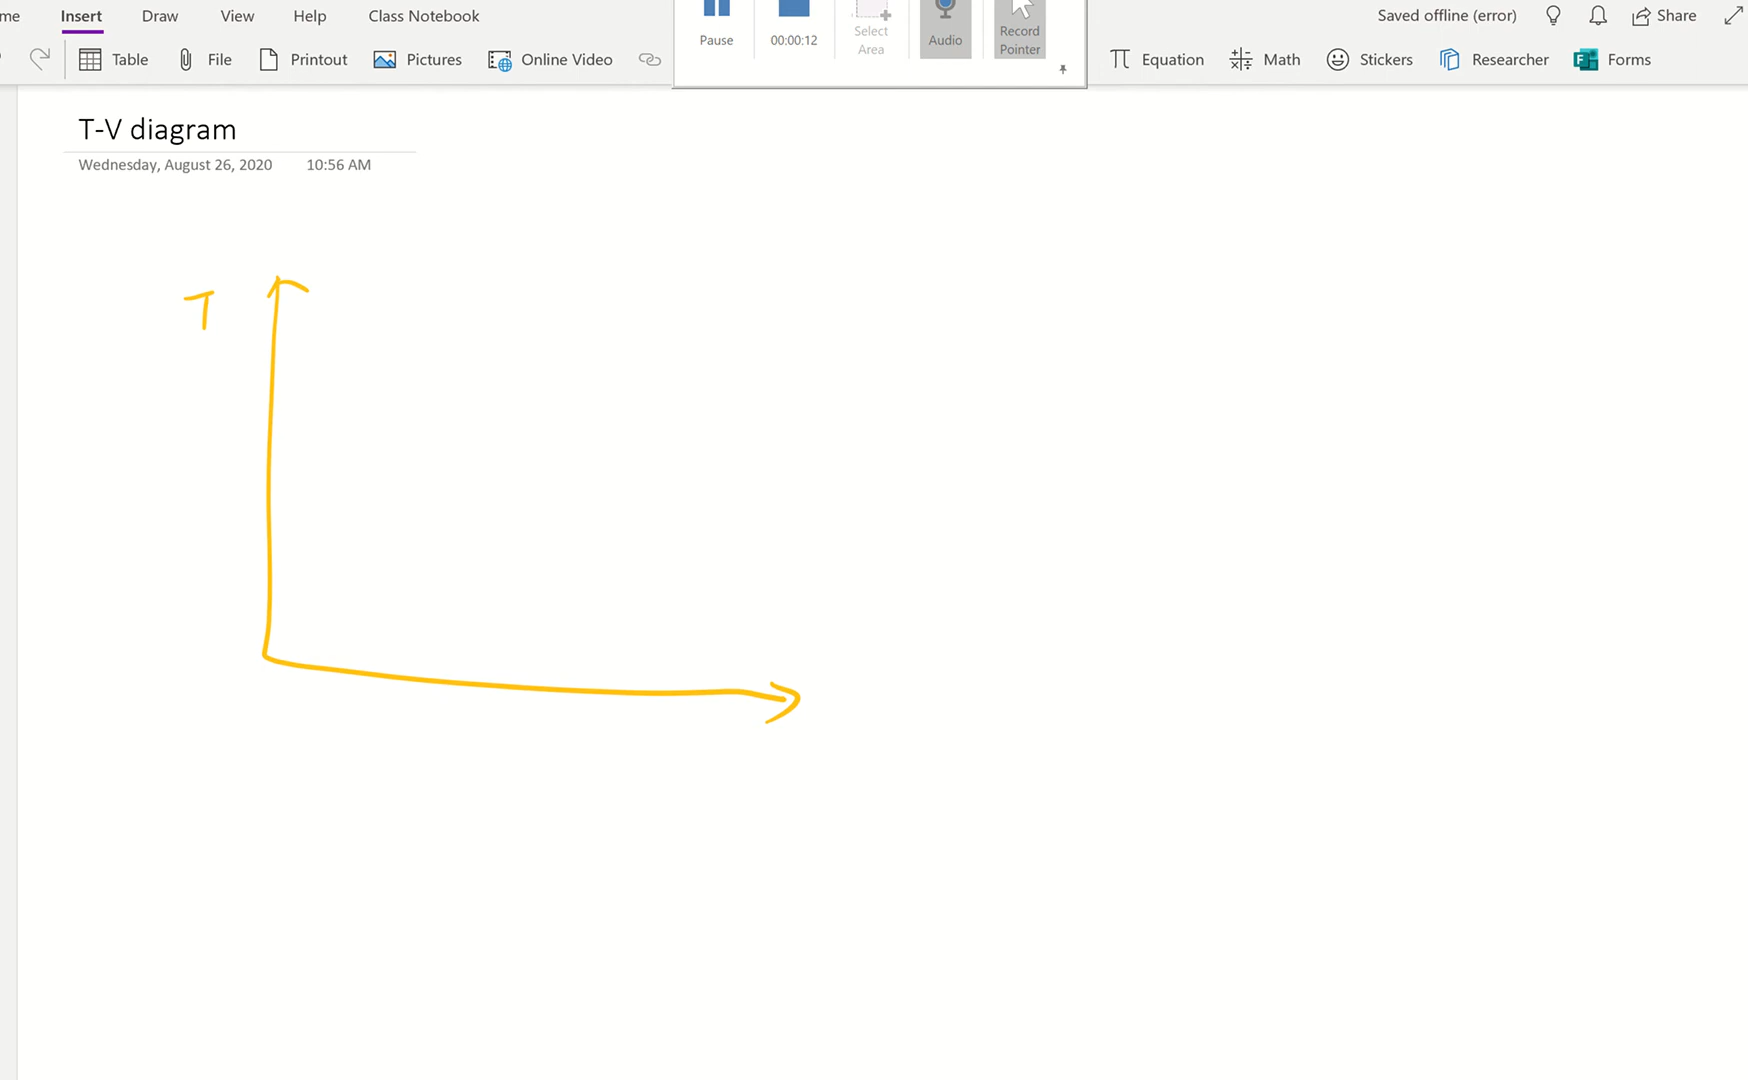 me Insert Draw View Help Class Notebook Saved offline (error) Share
Table File Printout Pictures Online Video Equation Math Stickers Researcher Forms
Pause 00:00:12 Select Area Audio Record Pointer
T-V diagram
Wednesday, August 26, 2020 10:56 AM
T